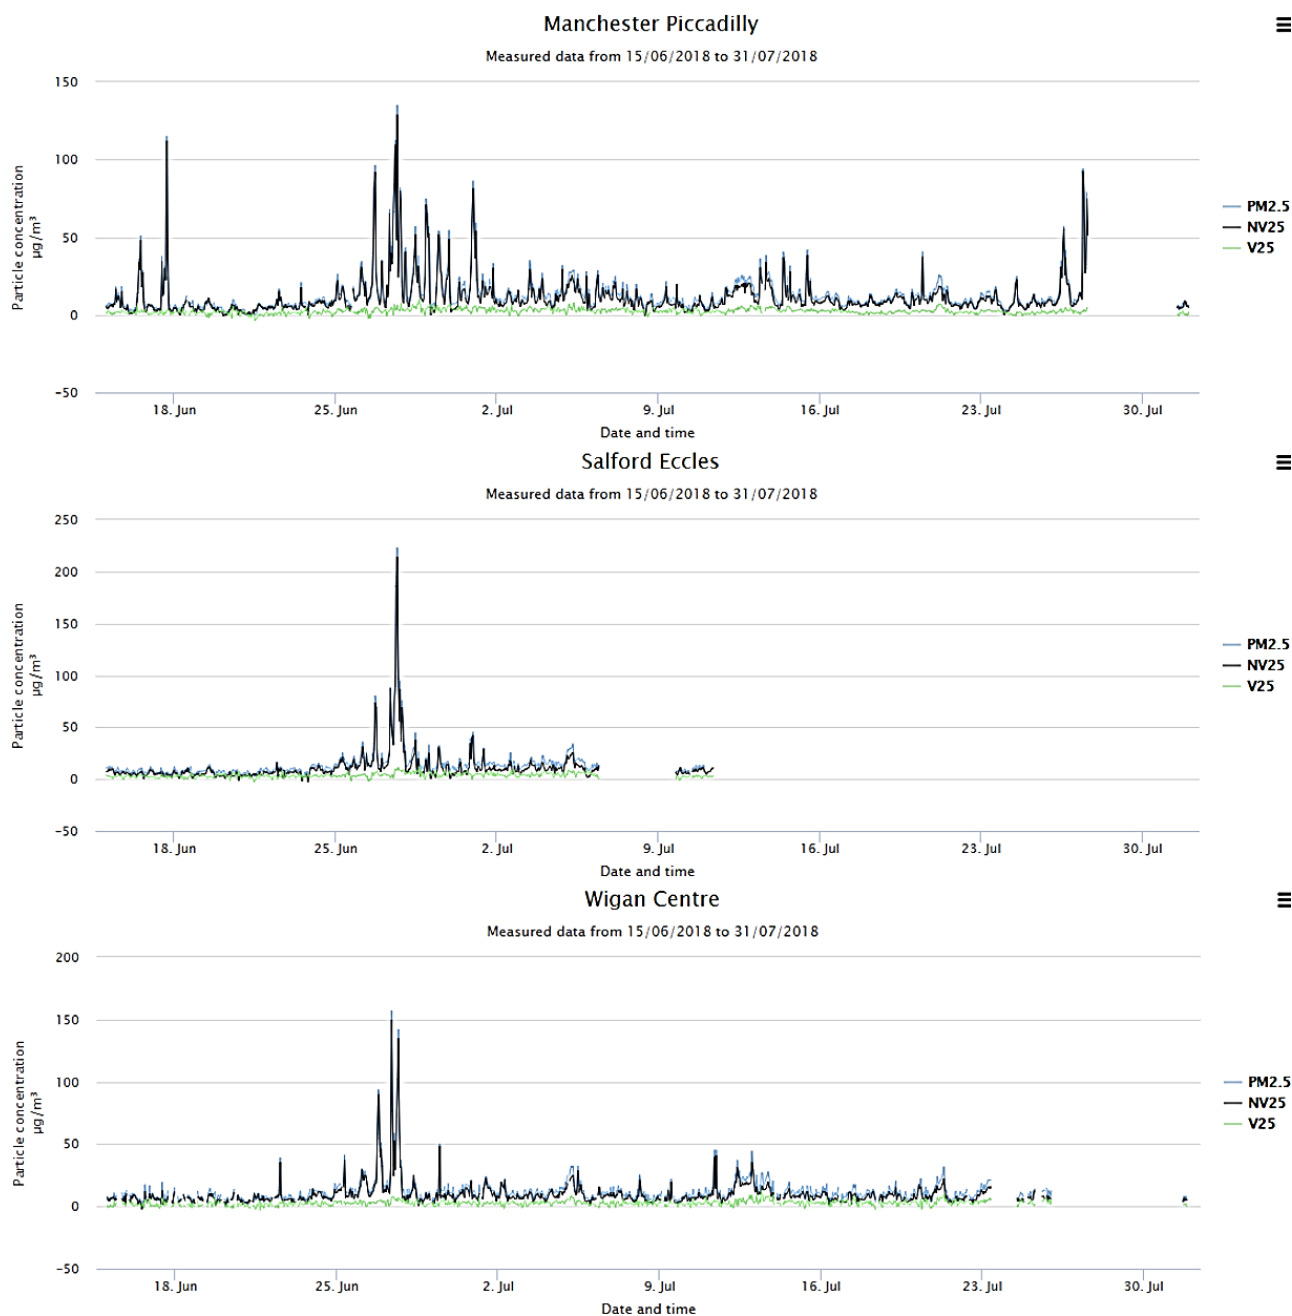 Manchester Piccadilly
Measured data from 15/06/2018 to 31/07/2018
Particle concentration
µg/m³
150
100
50
0
−50
PM2.5
NV25
V25
18. Jun 25. Jun 2. Jul 9. Jul 16. Jul 23. Jul 30. Jul
Date and time
Salford Eccles
Measured data from 15/06/2018 to 31/07/2018
Particle concentration
µg/m³
250
200
150
100
50
0
−50
PM2.5
NV25
V25
18. Jun 25. Jun 2. Jul 9. Jul 16. Jul 23. Jul 30. Jul
Date and time
Wigan Centre
Measured data from 15/06/2018 to 31/07/2018
Particle concentration
µg/m³
200
150
100
50
0
−50
PM2.5
NV25
V25
18. Jun 25. Jun 2. Jul 9. Jul 16. Jul 23. Jul 30. Jul
Date and time